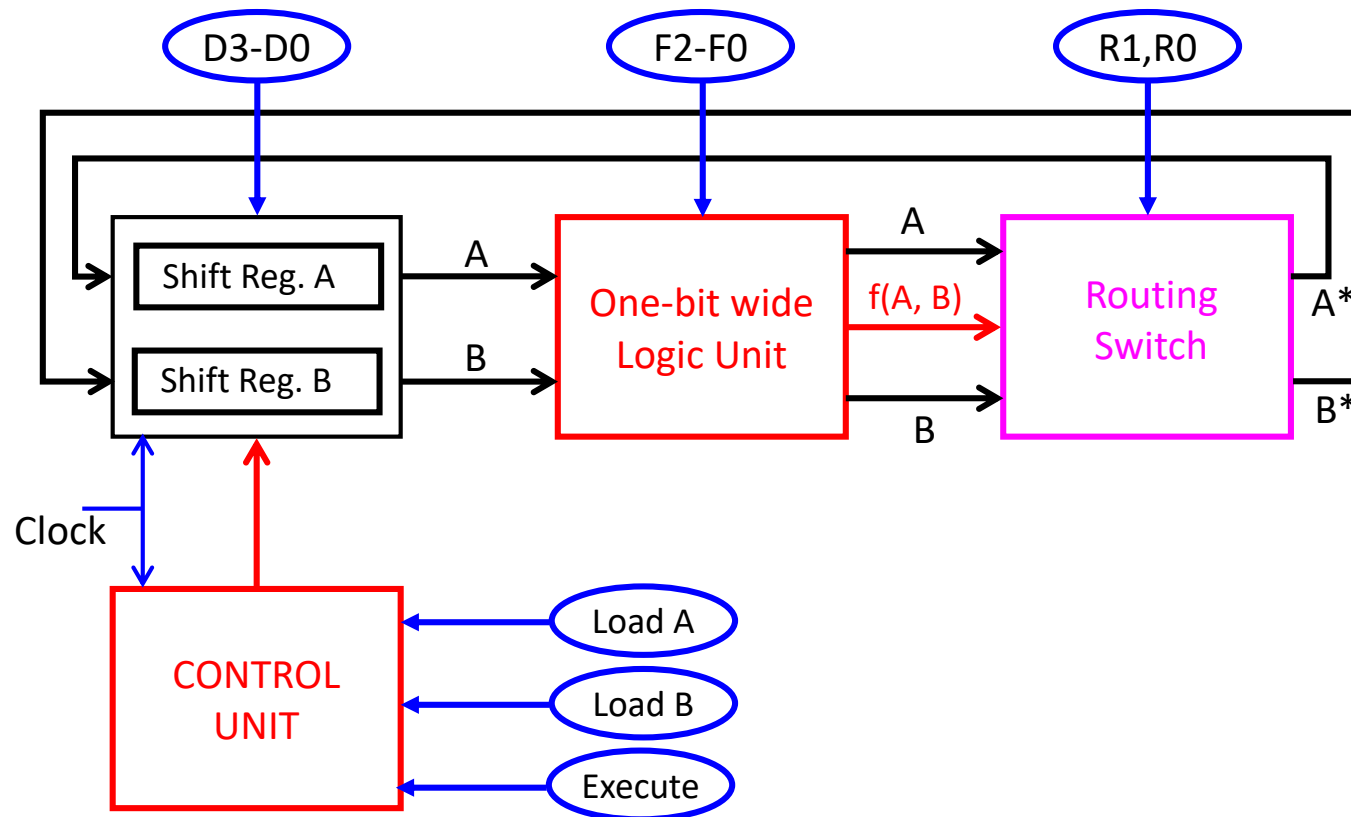 D3-D0
F2-F0
R1,R0
Shift Reg. A
Shift Reg. B
A
B
One-bit wide
Logic Unit
A
f(A, B)
B
Routing
Switch
A*
B*
Clock
CONTROL
UNIT
Load A
Load B
Execute